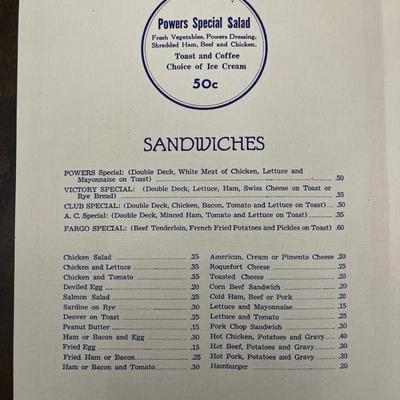 Powers Special Salad
Fresh Vegetables, Powers Dressing,
Shredded Ham, Beef and Chicken.
Toast and Coffee
Choice of Ice Cream
50c
SANDWICHES
POWERS Special: (Double Deck, White Meat of Chicken, Lettuce and
Mayonnaise on Toast) .50
VICTORY SPECIAL: (Double Deck, Lettuce, Ham, Swiss Cheese on Toast or
Rye Bread) .35
CLUB SPECIAL: (Double Deck, Chicken, Bacon, Tomato and Lettuce on Toast) .50
A. C. Special: (Double Deck, Minced Ham, Tomato and Lettuce on Toast) .35
FARGO SPECIAL: (Beef Tenderloin, French Fried Potatoes and Pickles on Toast) .60
Chicken Salad .25
Chicken and Lettuce .35
Chicken and Tomato .35
Deviled Egg .20
Salmon Salad .25
Sardine on Rye .30
Denver on Toast .25
Peanut Butter .15
Ham or Bacon and Egg .30
Fried Egg .15
Fried Ham or Bacon .25
Ham or Bacon and Tomato .30
American, Cream or Pimento Cheese .20
Roquefort Cheese .25
Toasted Cheese .20
Corn Beef Sandwich .20
Cold Ham, Beef or Pork .20
Lettuce and Mayonnaise .15
Lettuce and Tomato .25
Pork Chop Sandwich .30
Hot Chicken, Potatoes and Gravy .40
Hot Beef, Potatoes and Gravy .30
Hot Pork, Potatoes and Gravy .30
Hamburger .20